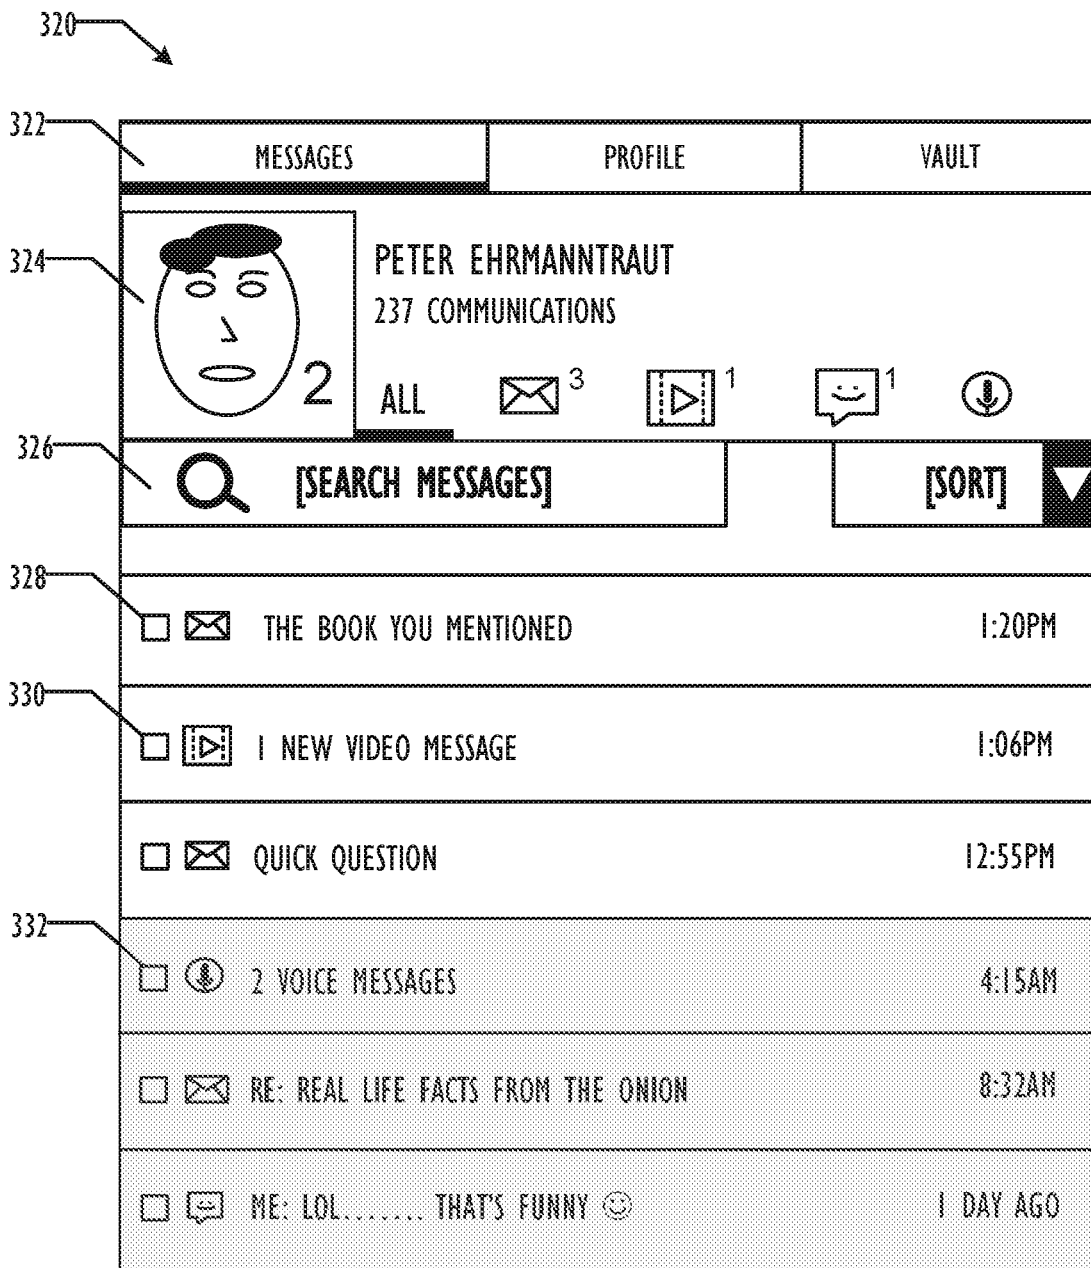 320
322
MESSAGES PROFILE VAULT
324
PETER EHRMANNTRAUT
237 COMMUNICATIONS
2
ALL 3 1 1
326
[SEARCH MESSAGES] [SORT]
328
THE BOOK YOU MENTIONED 1:20PM
330
1 NEW VIDEO MESSAGE 1:06PM
QUICK QUESTION 12:55PM
332
2 VOICE MESSAGES 4:15AM
RE: REAL LIFE FACTS FROM THE ONION 8:32AM
ME: LOL....... THAT'S FUNNY ☺ 1 DAY AGO